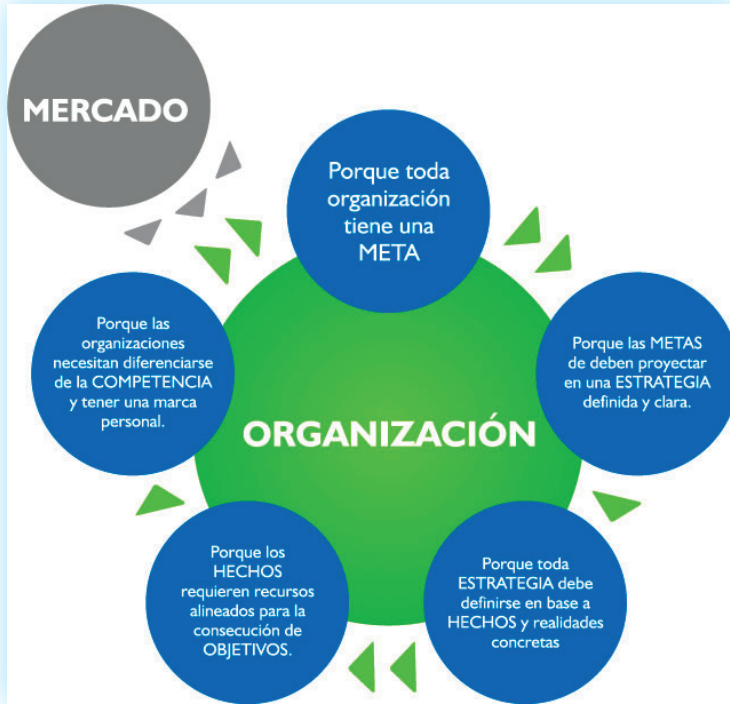 MERCADO
Porque toda
organización
tiene una
META
Porque las METAS
de deben proyectar
en una ESTRATEGIA
definida y clara.
Porque toda
ESTRATEGIA debe
definirse en base a
HECHOS y realidades
concretas
Porque los
HECHOS
requieren recursos
alineados para la
consecución de
OBJETIVOS.
Porque las
organizaciones
necesitan diferenciarse
de la COMPETENCIA
y tener una marca
personal.
ORGANIZACIÓN